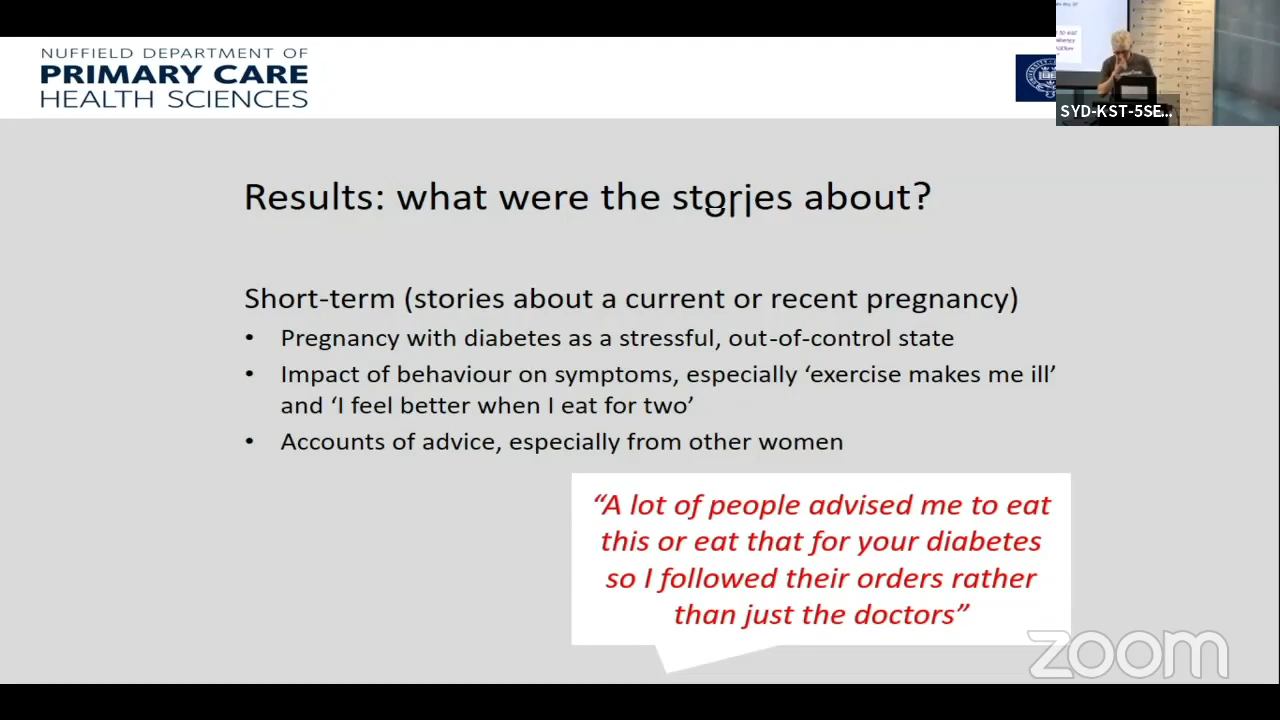 NUFFIELD DEPARTMENT OF
PRIMARY CARE
HEALTH SCIENCES
SYD-KST-5SE...
Results: what were the stories about?
Short-term (stories about a current or recent pregnancy)
• Pregnancy with diabetes as a stressful, out-of-control state
• Impact of behaviour on symptoms, especially ‘exercise makes me ill’
and ‘I feel better when I eat for two’
• Accounts of advice, especially from other women
“A lot of people advised me to eat
this or eat that for your diabetes
so I followed their orders rather
than just the doctors”
zoom